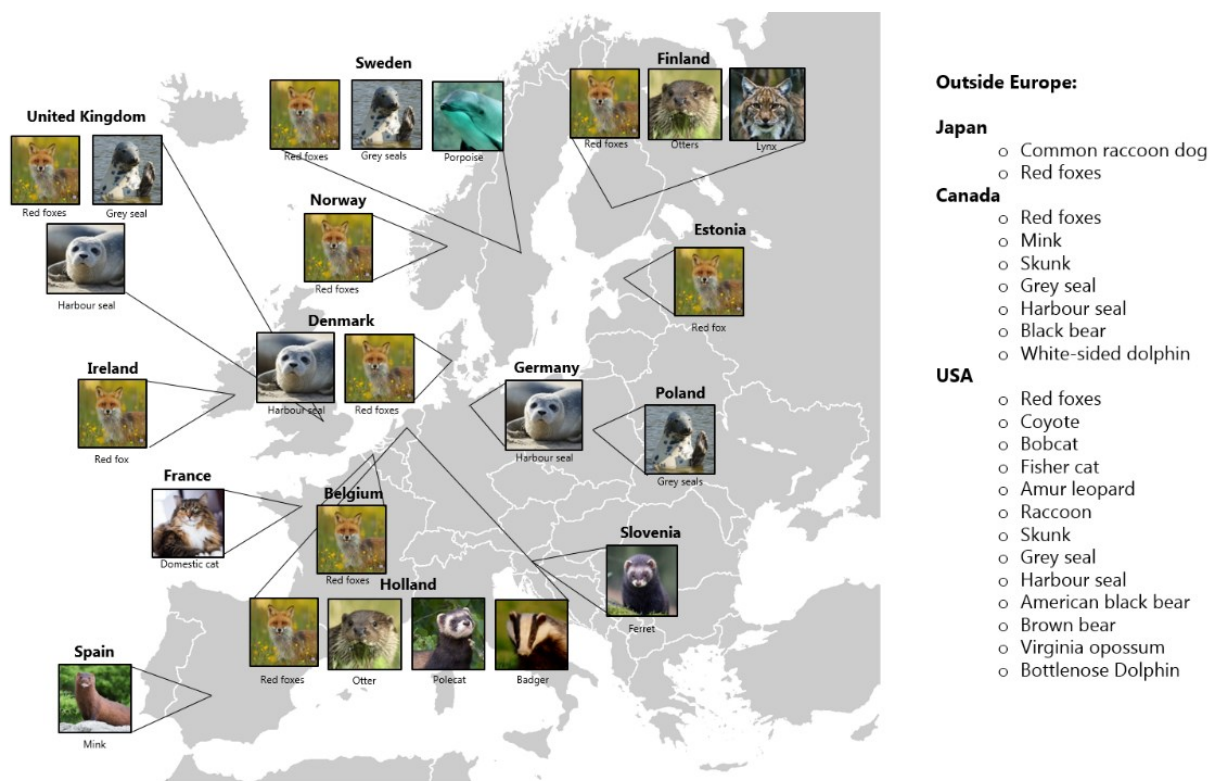 Sweden
Red foxes
Grey seals
Porpoise
Finland
Red foxes
Otters
Lynx
United Kingdom
Red foxes
Grey seal
Harbour seal
Norway
Red foxes
Estonia
Red fox
Denmark
Harbour seal
Red foxes
Ireland
Red fox
Germany
Harbour seal
Poland
Grey seals
France
Domestic cat
Belgium
Red foxes
Slovenia
Ferret
Holland
Red foxes
Otter
Polecat
Badger
Spain
Mink
Outside Europe:
Japan
o Common raccoon dog
o Red foxes
Canada
o Red foxes
o Mink
o Skunk
o Grey seal
o Harbour seal
o Black bear
o White-sided dolphin
USA
o Red foxes
o Coyote
o Bobcat
o Fisher cat
o Amur leopard
o Raccoon
o Skunk
o Grey seal
o Harbour seal
o American black bear
o Brown bear
o Virginia opossum
o Bottlenose Dolphin